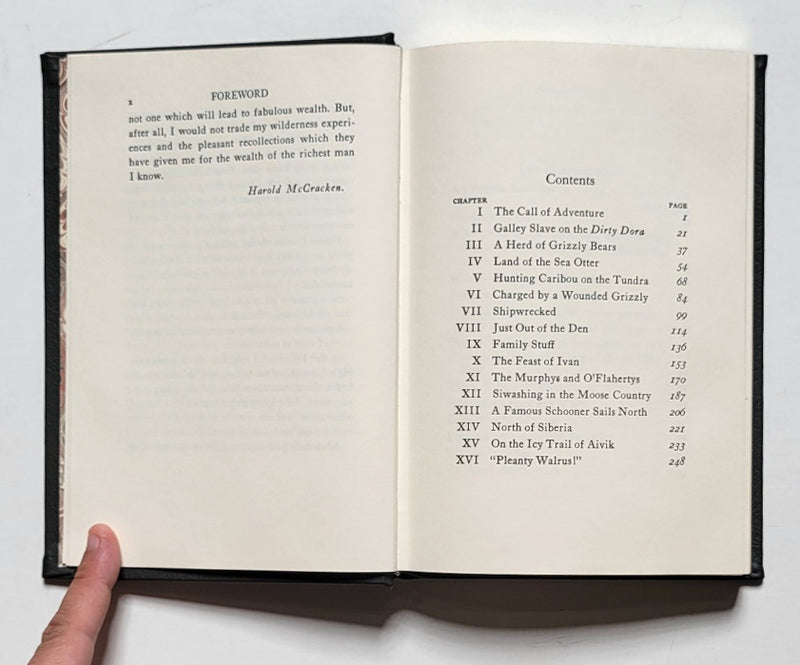 x FOREWORD
not one which will lead to fabulous wealth. But,
after all, I would not trade my wilderness experi-
ences and the pleasant recollections which they
have given me for the wealth of the richest man
I know.
Harold McCracken.
Contents
CHAPTER PAGE
I The Call of Adventure 1
II Galley Slave on the Dirty Dora 21
III A Herd of Grizzly Bears 37
IV Land of the Sea Otter 54
V Hunting Caribou on the Tundra 68
VI Charged by a Wounded Grizzly 84
VII Shipwrecked 99
VIII Just Out of the Den 114
IX Family Stuff 136
X The Feast of Ivan 153
XI The Murphys and O'Flahertys 170
XII Siwashing in the Moose Country 187
XIII A Famous Schooner Sails North 206
XIV North of Siberia 221
XV On the Icy Trail of Aivik 233
XVI "Pleanty Walrus!" 248